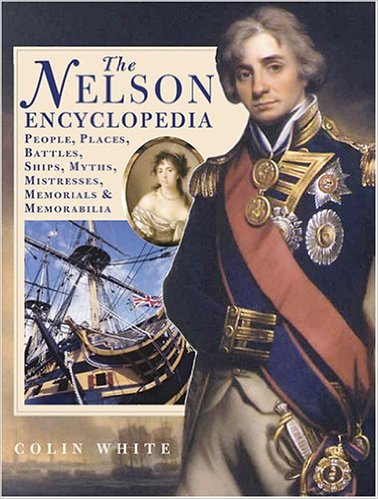 The
NELSON
ENCYCLOPEDIA
PEOPLE, PLACES,
BATTLES,
SHIPS, MYTHS,
MISTRESSES,
MEMORIALS &
MEMORABILIA
COLIN WHITE